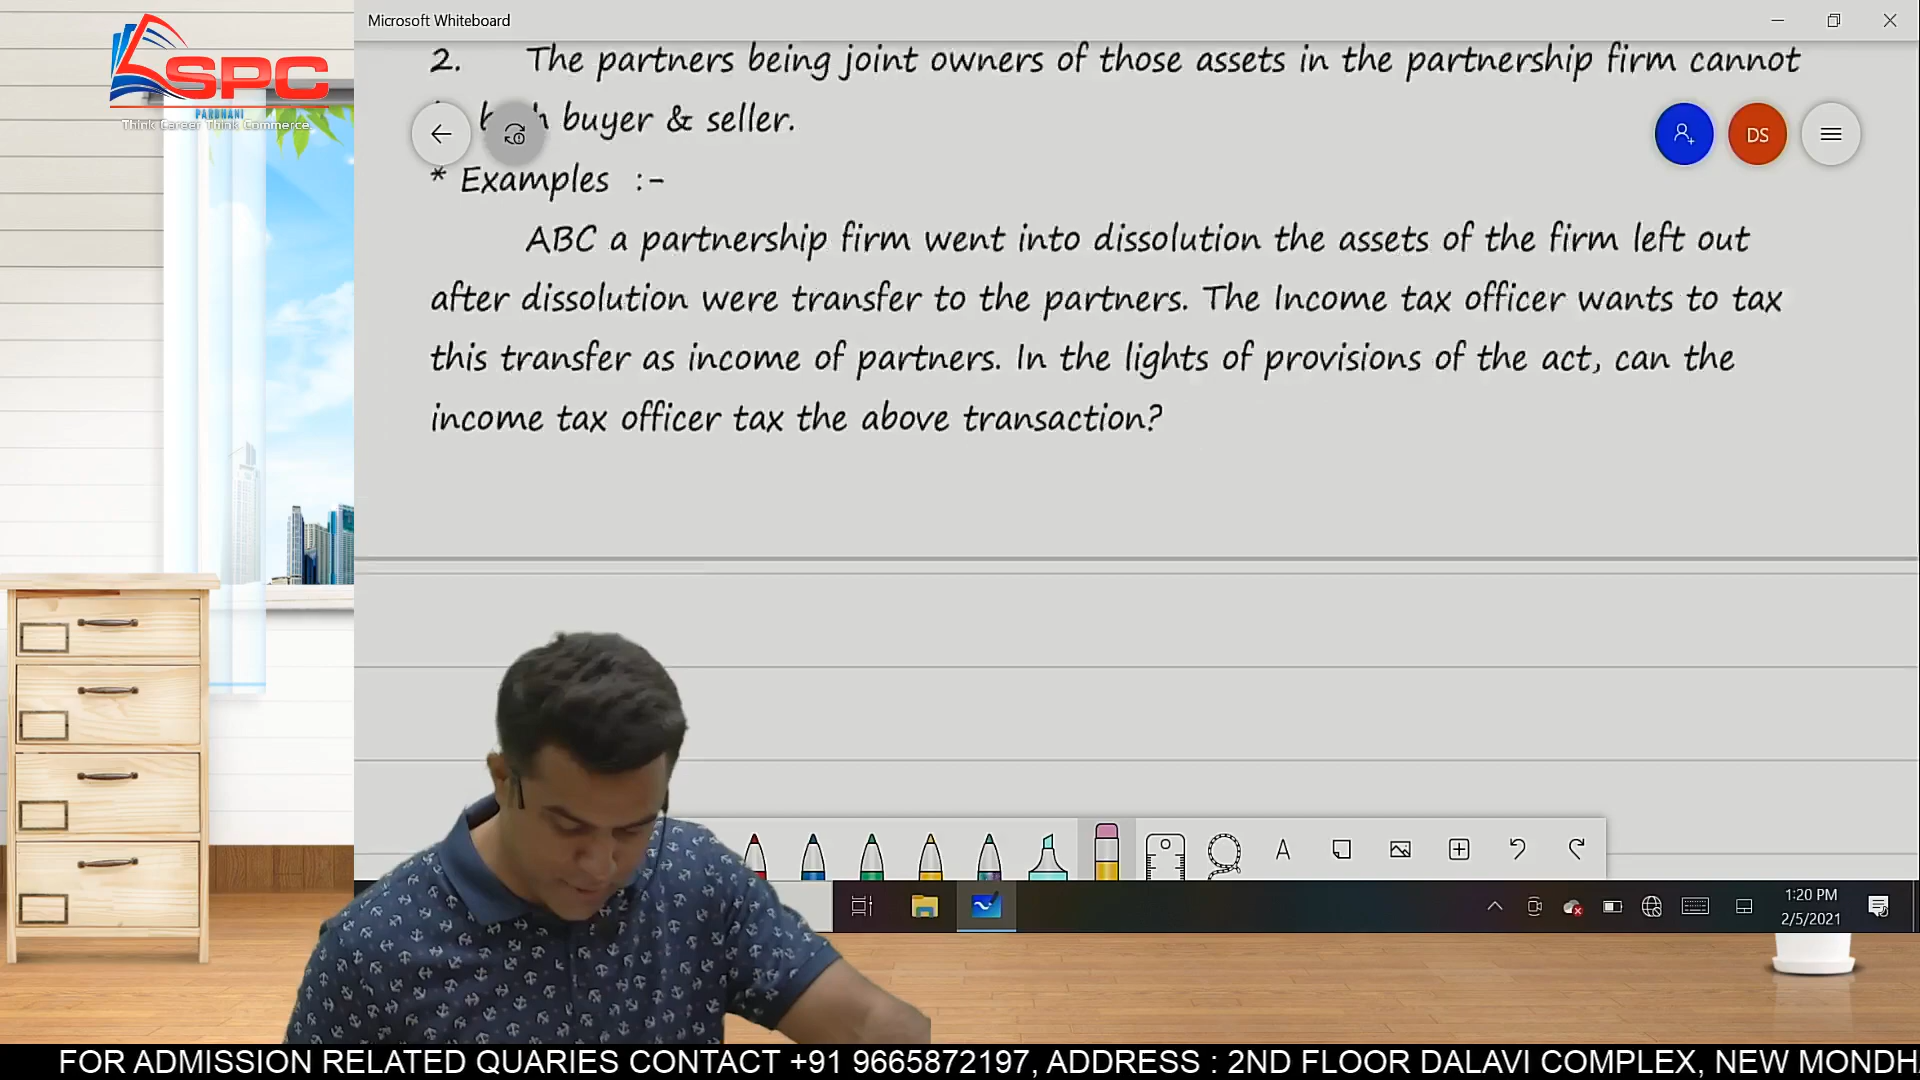 Microsoft Whiteboard
SPC
PARDHANI
Think Career Think Commerce.
2. The partners being joint owners of those assets in the partnership firm cannot
buyer & seller.
* Examples :-
ABC a partnership firm went into dissolution the assets of the firm left out
after dissolution were transfer to the partners. The Income tax officer wants to tax
this transfer as income of partners. In the lights of provisions of the act, can the
income tax officer tax the above transaction?
DS
1:20 PM
2/5/2021
FOR ADMISSION RELATED QUARIES CONTACT +91 9665872197, ADDRESS : 2ND FLOOR DALAVI COMPLEX, NEW MONDH